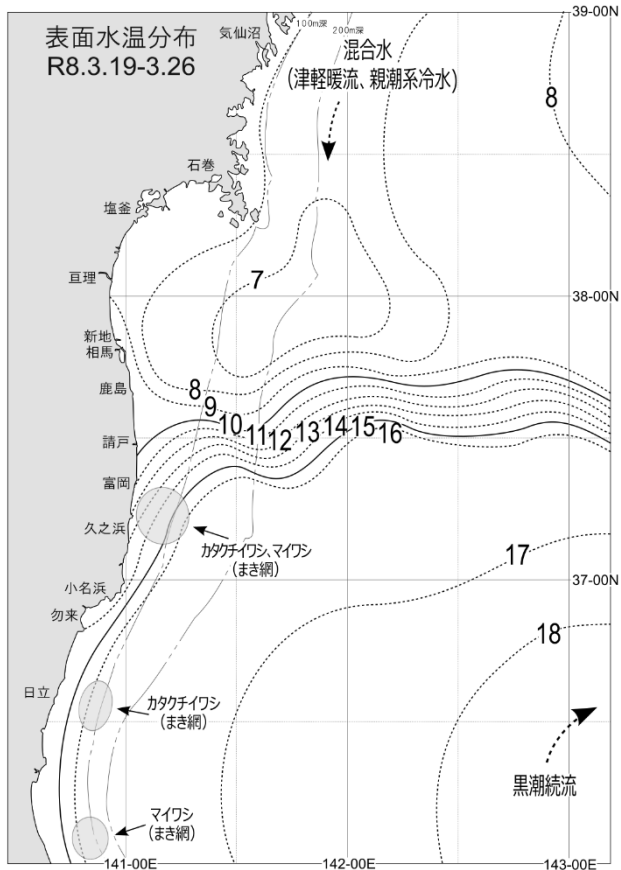 表面水温分布
R8.3.19-3.26
39-00N
気仙沼
100m深
200m深
混合水
(津軽暖流、親潮系冷水)
8
石巻
塩釜
亘理
7
38-00N
新地
相馬
鹿島
8
9
10
11
12
13
14
15
16
請戸
富岡
久之浜
カタクチイワシ、マイワシ
(まき網)
17
37-00N
小名浜
勿来
18
日立
カタクチイワシ
(まき網)
黒潮続流
マイワシ
(まき網)
141-00E
142-00E
143-00E